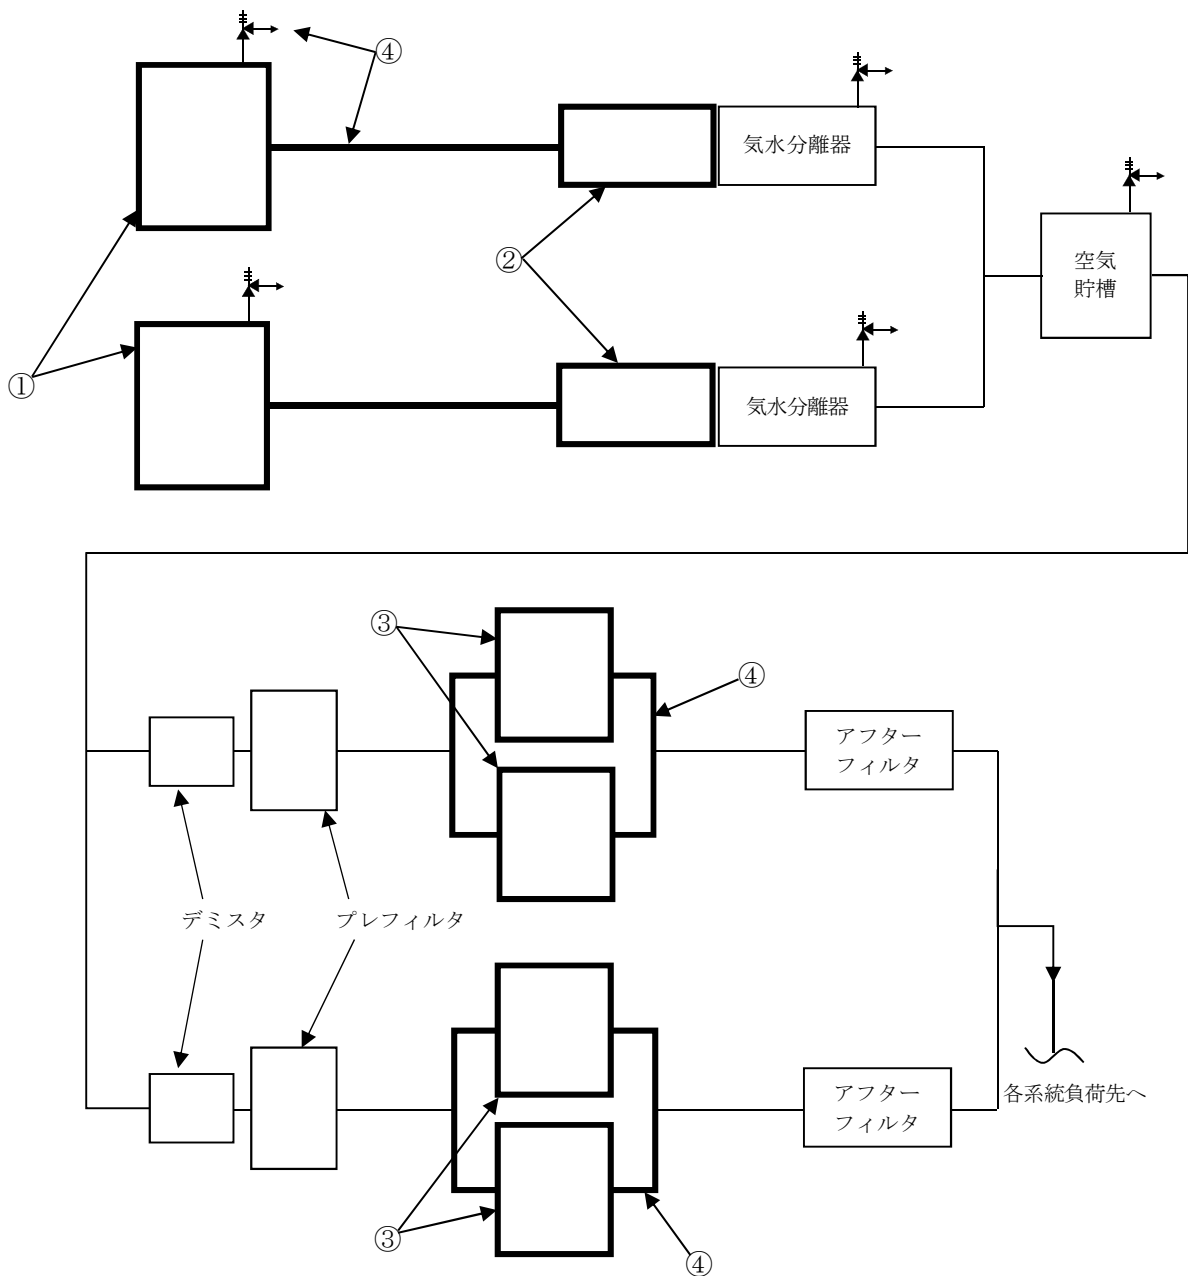 ④
気水分離器
空気
貯槽
②
①
気水分離器
③
④
アフター
フィルタ
デミスタ
プレフィルタ
各系統負荷先へ
アフター
フィルタ
③
④